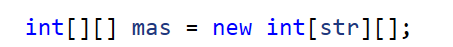 int[][] mas = new int[str][];